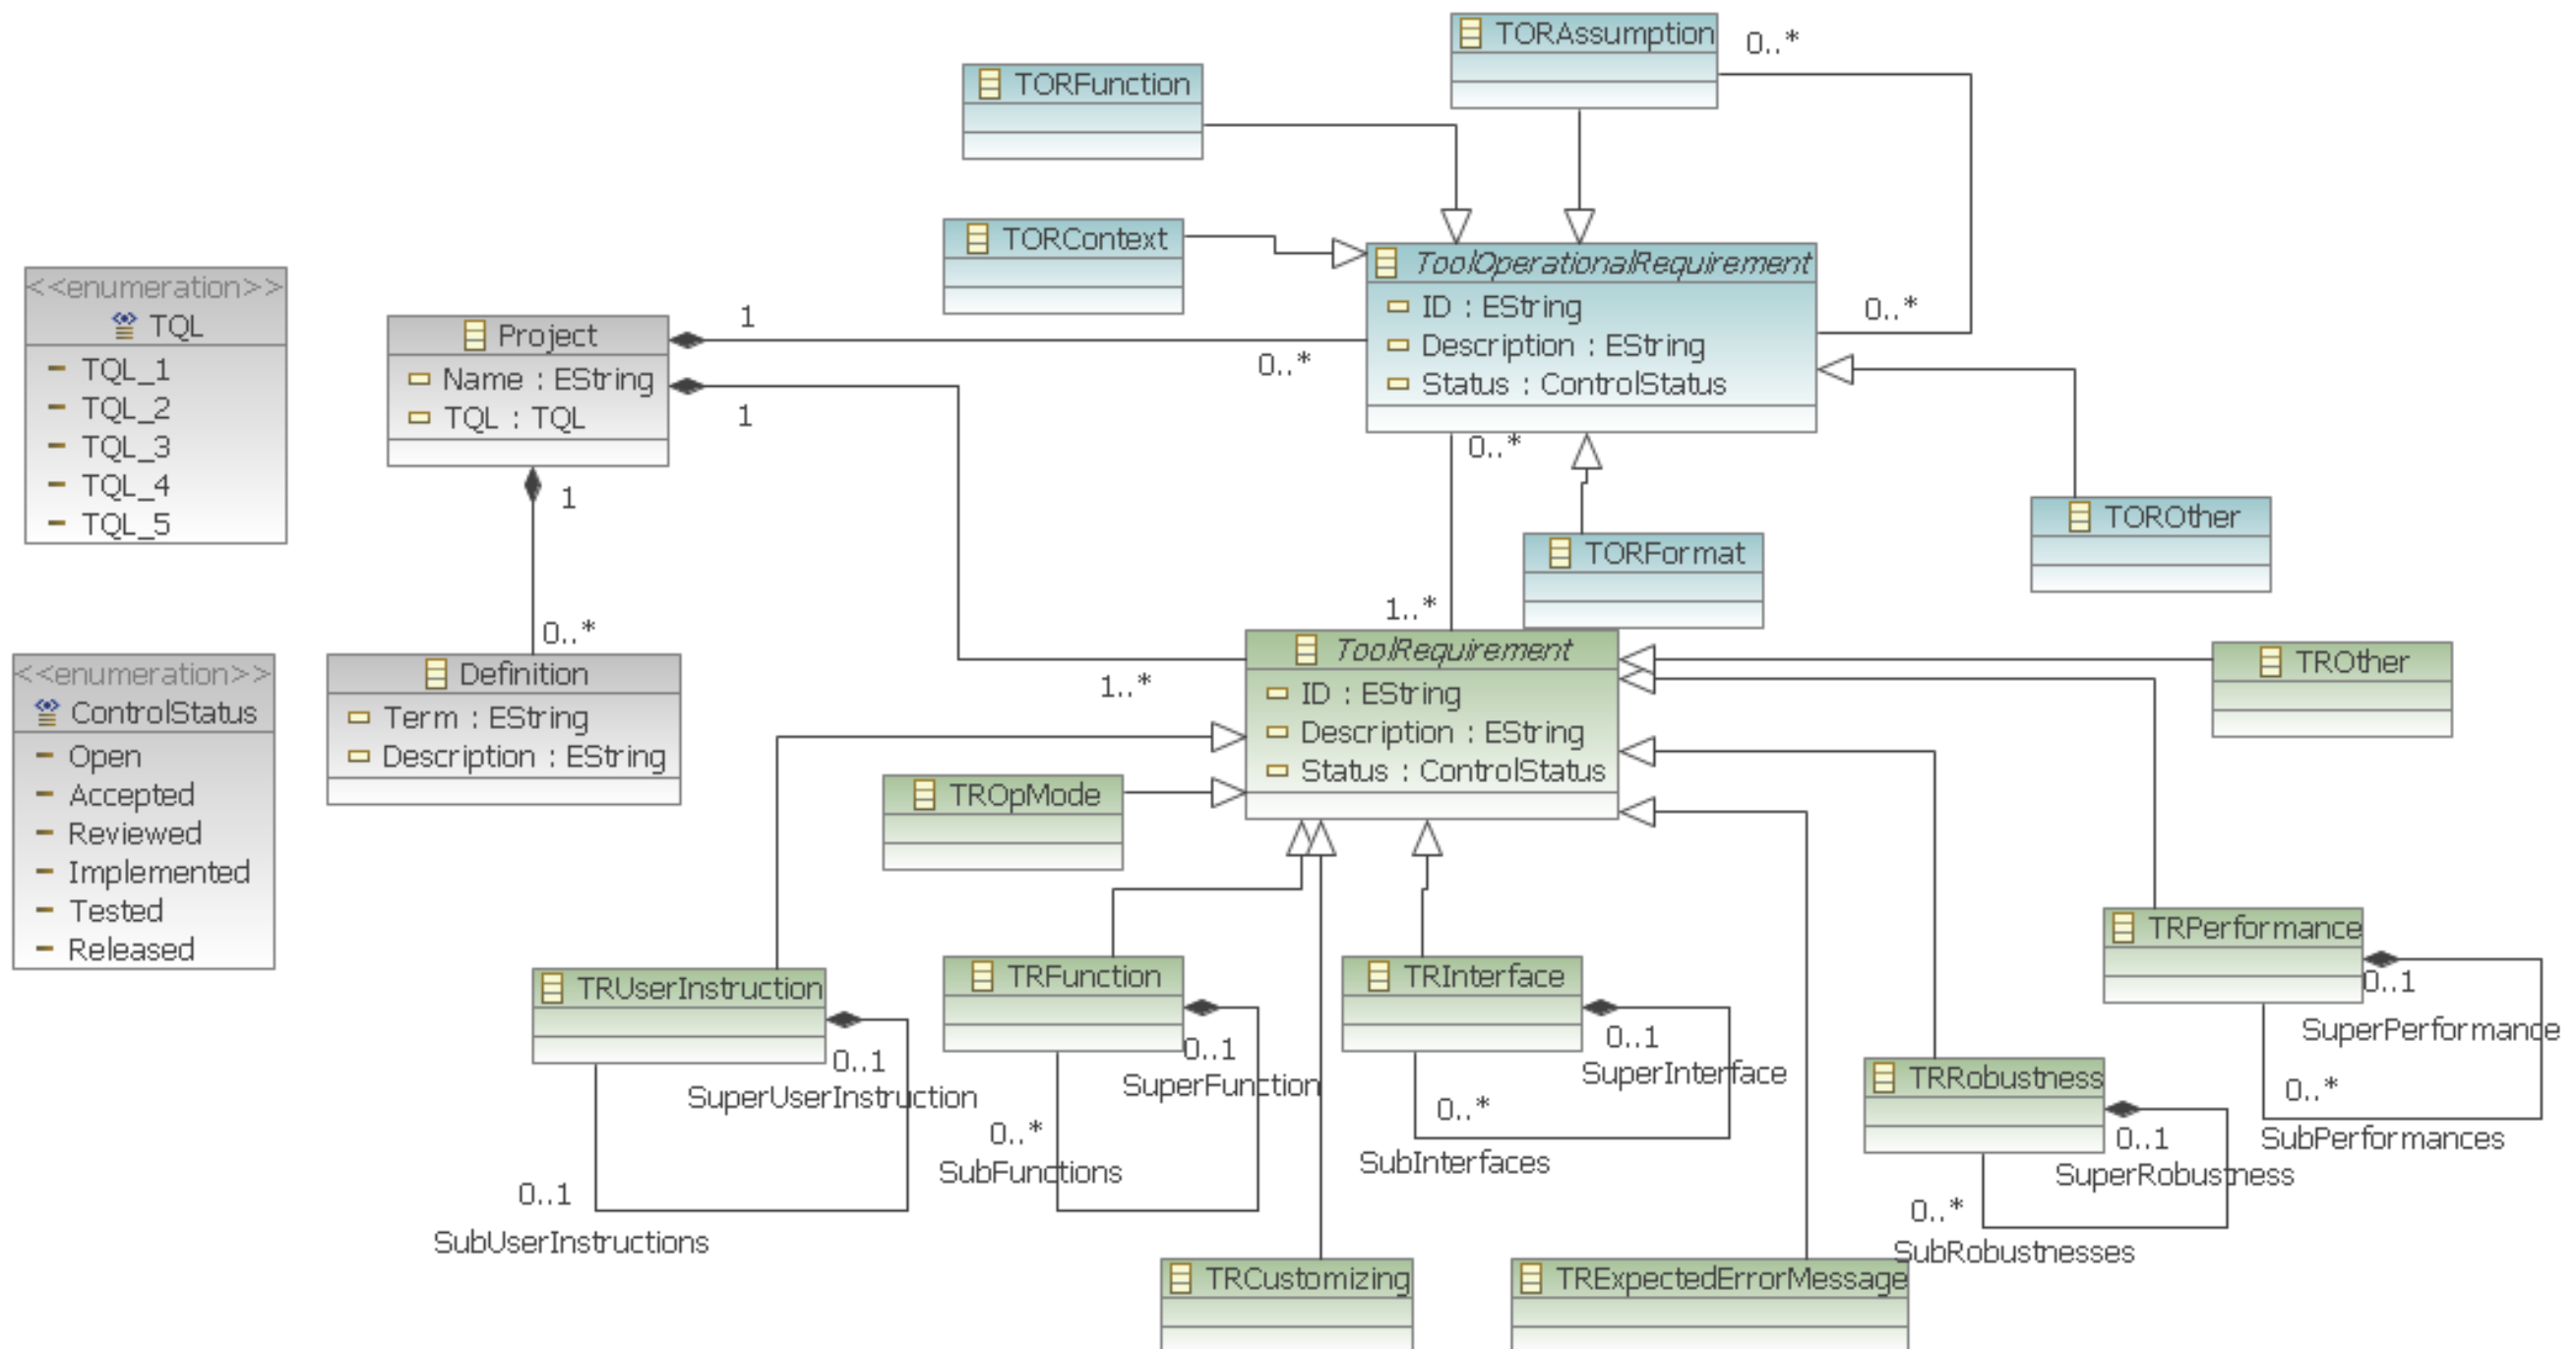 TORAssumption
0..*
TORFunction
TORContext
ToolOperationalRequirement
ID : EString
Description : EString
Status : ControlStatus
0..*
<<enumeration>>
TQL
TQL_1
TQL_2
TQL_3
TQL_4
TQL_5
Project
Name : EString
TQL : TQL
1
0..*
1
1
0..*
0..*
1..*
1..*
TORFormat
TOROther
<<enumeration>>
ControlStatus
Open
Accepted
Reviewed
Implemented
Tested
Released
Definition
Term : EString
Description : EString
ToolRequirement
ID : EString
Description : EString
Status : ControlStatus
TROther
TROpMode
TRUserInstruction
0..1
SuperUserInstruction
0..1
SubUserInstructions
TRFunction
0..1
SuperFunction
0..*
SubFunctions
TRInterface
0..1
SuperInterface
0..*
SubInterfaces
TRPerformance
0..1
SuperPerformance
0..*
SubPerformances
TRRobustness
0..1
SuperRobustness
0..*
SubRobustnesses
TRCustomizing
TRExpectedErrorMessage